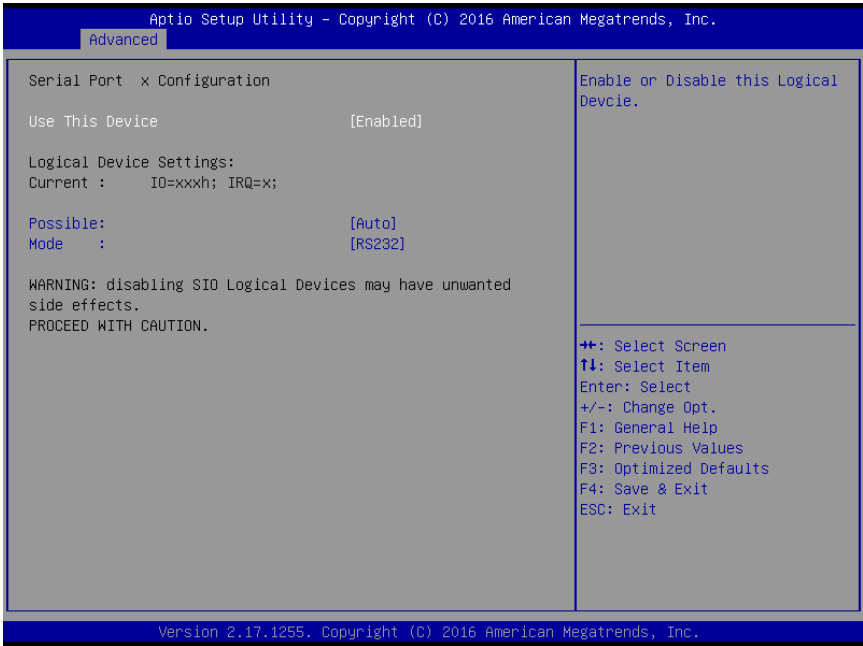 Aptio Setup Utility – Copyright (C) 2016 American Megatrends, Inc.
Advanced
Serial Port x Configuration
Use This Device [Enabled]
Logical Device Settings:
Current : IO=xxxh; IRQ=x;
Possible: [Auto]
Mode : [RS232]
WARNING: disabling SIO Logical Devices may have unwanted
side effects.
PROCEED WITH CAUTION.
Enable or Disable this Logical
Devcie.
→←: Select Screen
↑↓: Select Item
Enter: Select
+/-: Change Opt.
F1: General Help
F2: Previous Values
F3: Optimized Defaults
F4: Save & Exit
ESC: Exit
Version 2.17.1255. Copyright (C) 2016 American Megatrends, Inc.